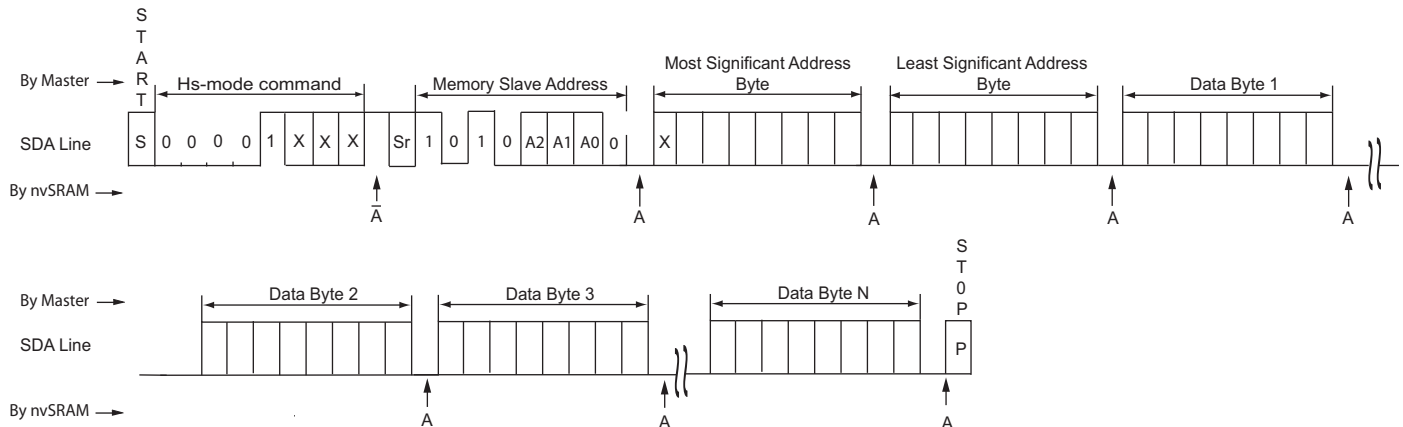 START
By Master
Hs-mode command
Memory Slave Address
Most Significant Address Byte
Least Significant Address Byte
Data Byte 1
SDA Line
S 0 0 0 0 1 X X X Sr 1 0 1 0 A2 A1 A0 0 X
By nvSRAM
A̅ A A A A
By Master
Data Byte 2
Data Byte 3
Data Byte N
ST0P
SDA Line
P
By nvSRAM
A A A